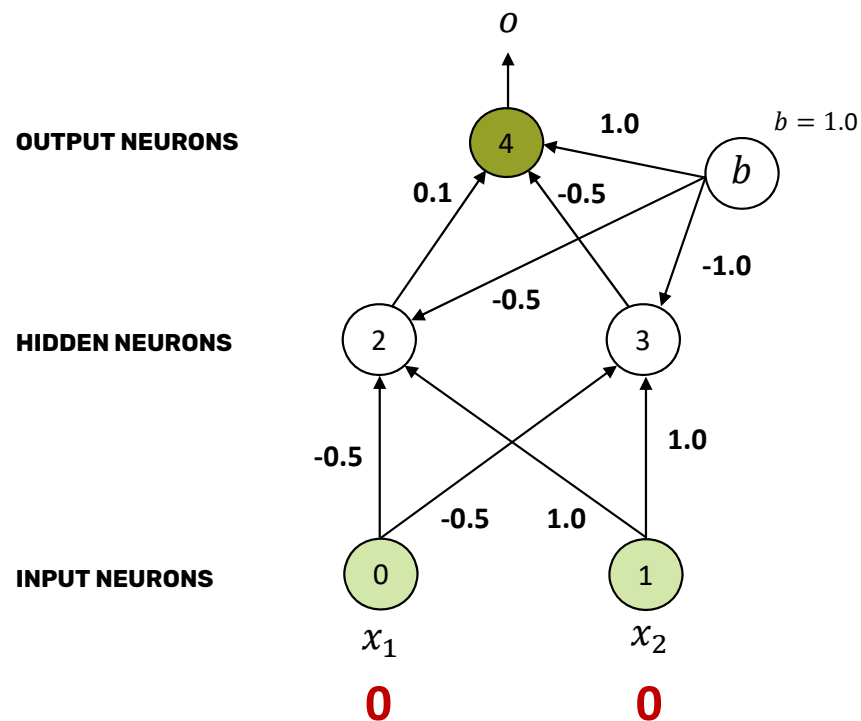 o
OUTPUT NEURONS
4
1.0
b = 1.0
b
0.1
-0.5
-1.0
-0.5
HIDDEN NEURONS
2
3
-0.5
1.0
-0.5
1.0
INPUT NEURONS
0
1
x₁
x₂
0
0